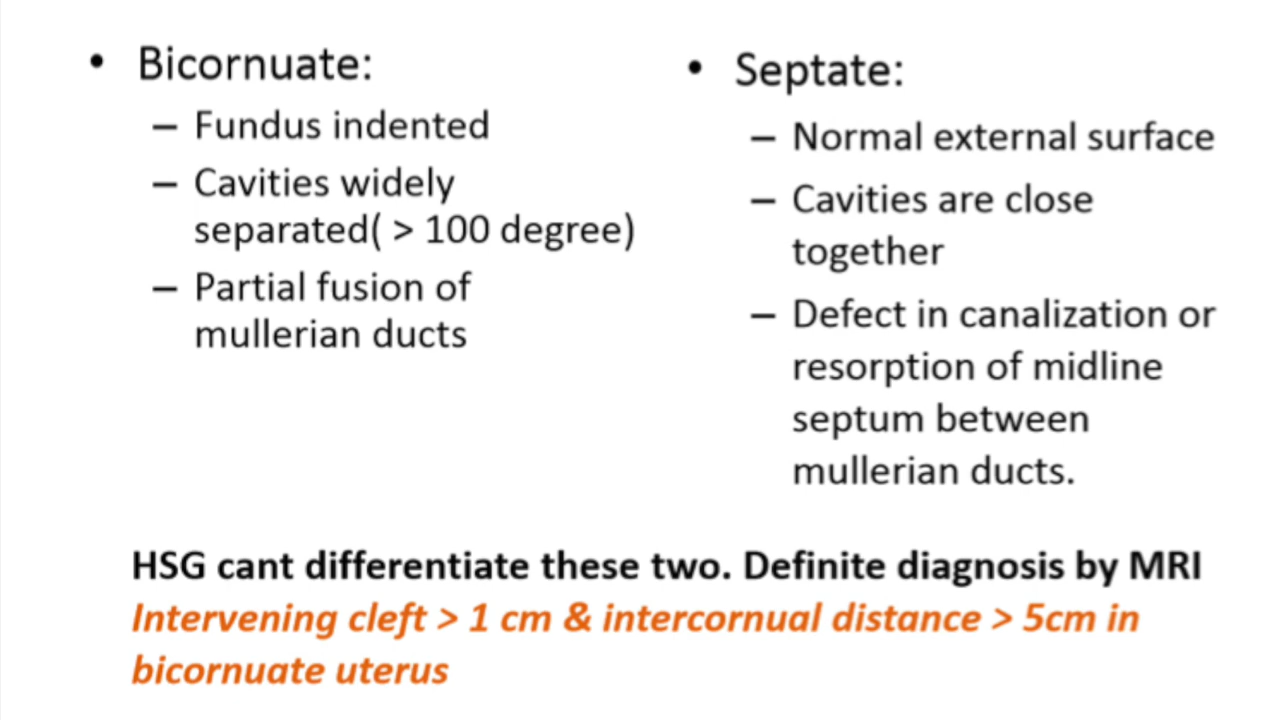 • Bicornuate:
– Fundus indented
– Cavities widely
separated( > 100 degree)
– Partial fusion of
mullerian ducts
• Septate:
– Normal external surface
– Cavities are close
together
– Defect in canalization or
resorption of midline
septum between
mullerian ducts.
HSG cant differentiate these two. Definite diagnosis by MRI
Intervening cleft > 1 cm & intercornual distance > 5cm in
bicornuate uterus